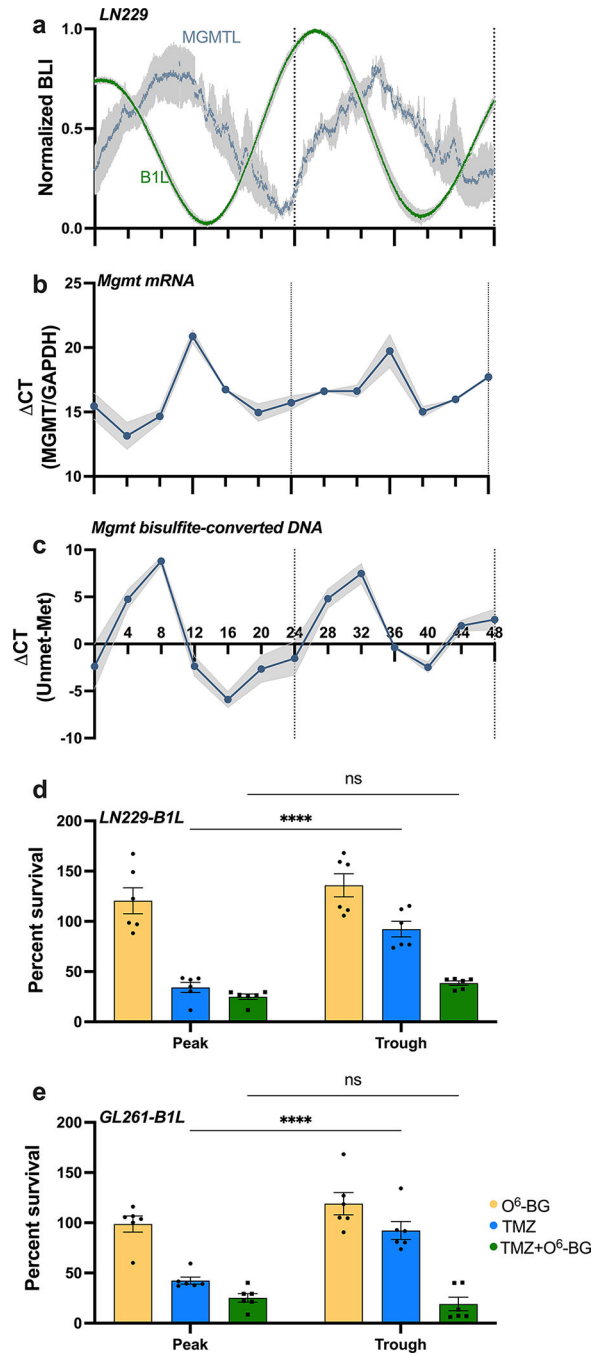 a
LN229
MGMTL
B1L
Normalized BLI
1.0
0.5
0.0
b
Mgmt mRNA
ΔCT
(MGMT/GAPDH)
25
20
15
10
c
Mgmt bisulfite-converted DNA
ΔCT
(Unmet-Met)
10
5
0
-5
-10
4 8 12 16 20 24 28 32 36 40 44 48
d
LN229-B1L
ns
****
Percent survival
200
150
100
50
0
Peak Trough
e
GL261-B1L
ns
****
Percent survival
200
150
100
50
0
Peak Trough
O⁶-BG
TMZ
TMZ+O⁶-BG